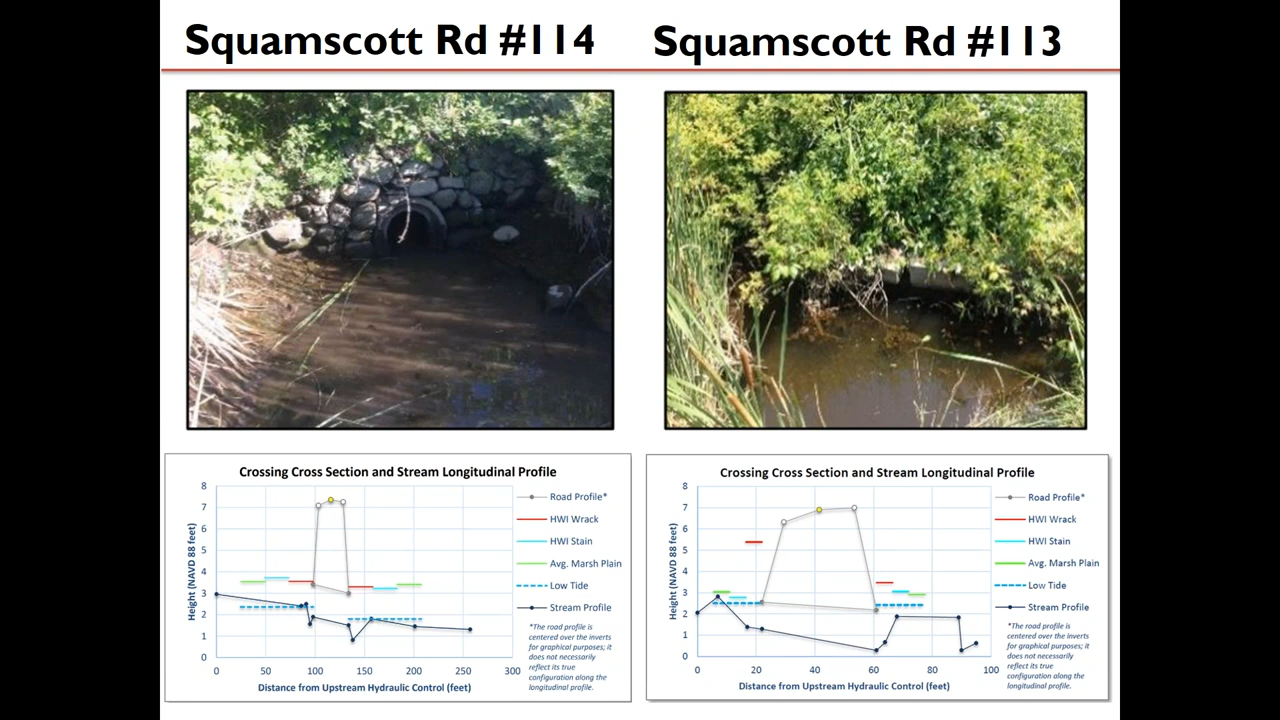 Squamscott Rd #114
Squamscott Rd #113
Crossing Cross Section and Stream Longitudinal Profile
Height (NAVD 88 feet)
8
7
6
5
4
3
2
1
0
0 50 100 150 200 250 300
Distance from Upstream Hydraulic Control (feet)
Road Profile*
HWI Wrack
HWI Stain
Avg. Marsh Plain
Low Tide
Stream Profile
*The road profile is
centered over the inverts
for graphical purposes; it
does not necessarily
reflect its true
configuration along the
longitudinal profile.
Crossing Cross Section and Stream Longitudinal Profile
Height (NAVD 88 feet)
8
7
6
5
4
3
2
1
0
0 20 40 60 80 100
Distance from Upstream Hydraulic Control (feet)
Road Profile*
HWI Wrack
HWI Stain
Avg. Marsh Plain
Low Tide
Stream Profile
*The road profile is
centered over the inverts
for graphical purposes; it
does not necessarily
reflect its true
configuration along the
longitudinal profile.